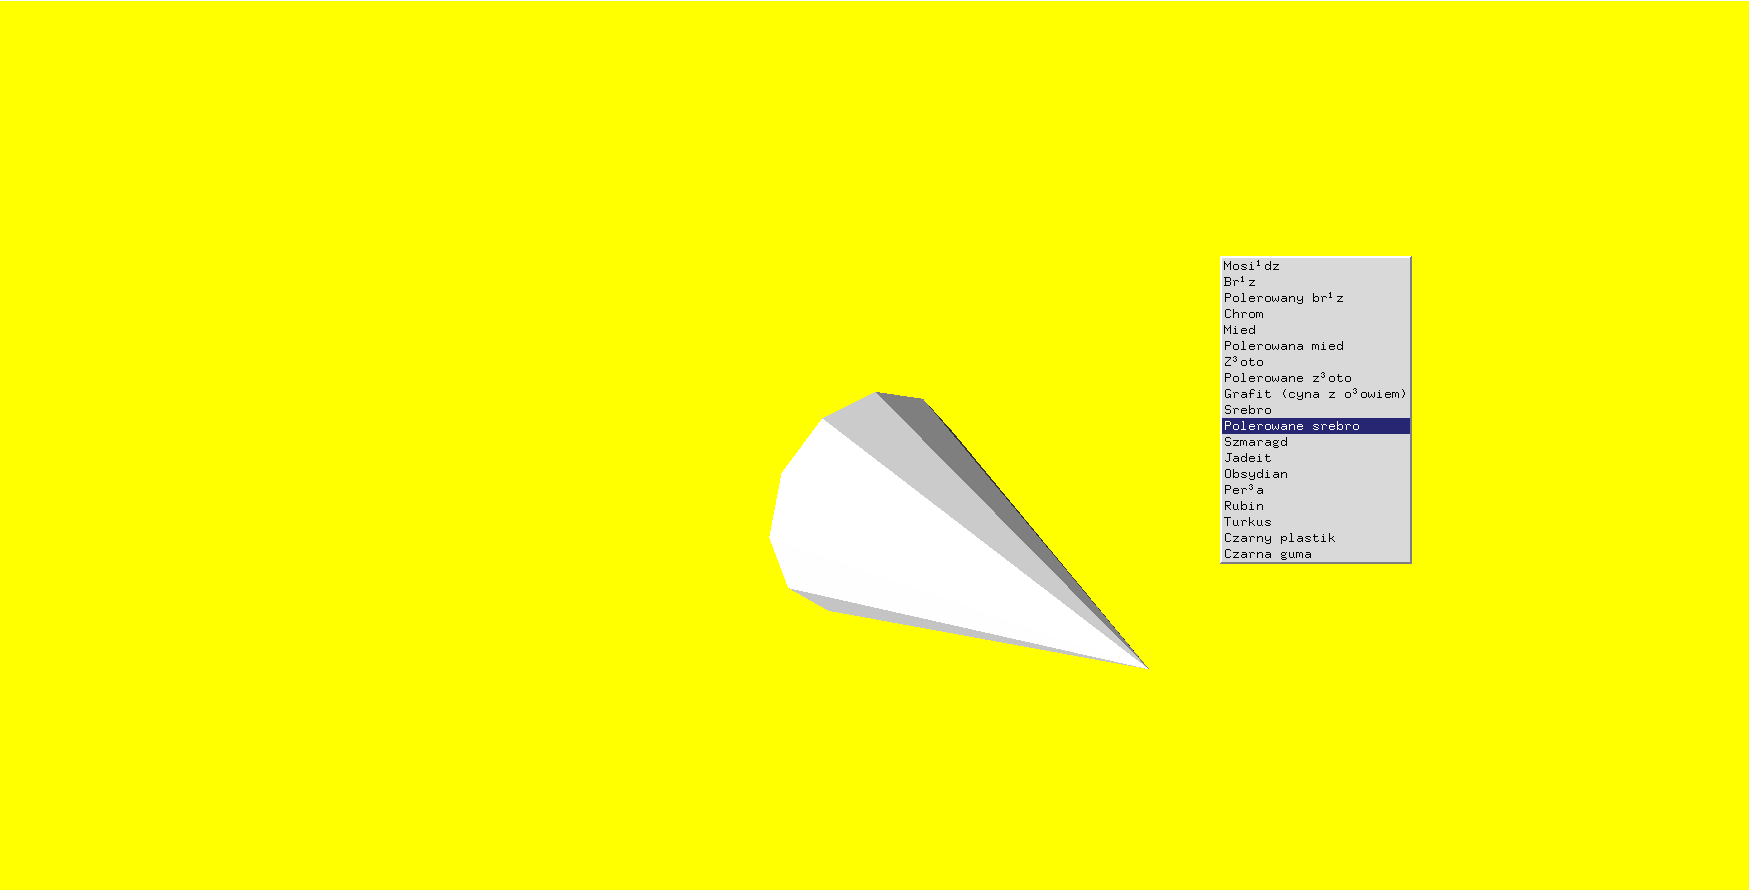 Mosi¹dz
Br¹z
Polerowany br¹z
Chrom
Mied
Polerowana mied
Z³oto
Polerowane z³oto
Grafit (cyna z o³owiem)
Srebro
Polerowane srebro
Szmaragd
Jadeit
Obsydian
Per³a
Rubin
Turkus
Czarny plastik
Czarna guma